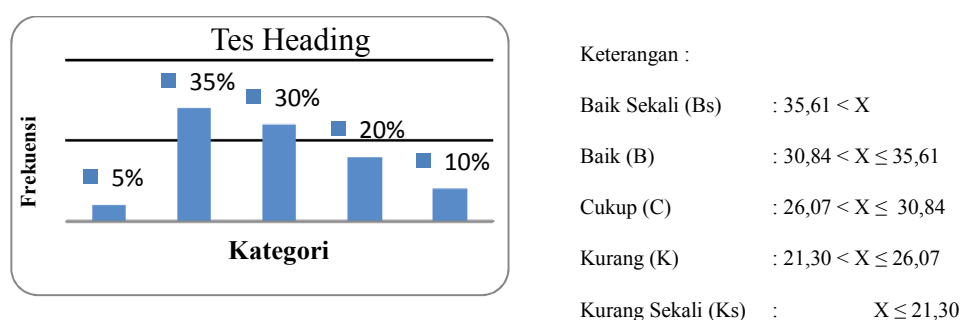 Tes Heading
35%
30%
20%
5%
10%
Frekuensi
Kategori
Keterangan :
Baik Sekali (Bs) : 35,61 < X
Baik (B) : 30,84 < X ≤ 35,61
Cukup (C) : 26,07 < X ≤ 30,84
Kurang (K) : 21,30 < X ≤ 26,07
Kurang Sekali (Ks) : X ≤ 21,30